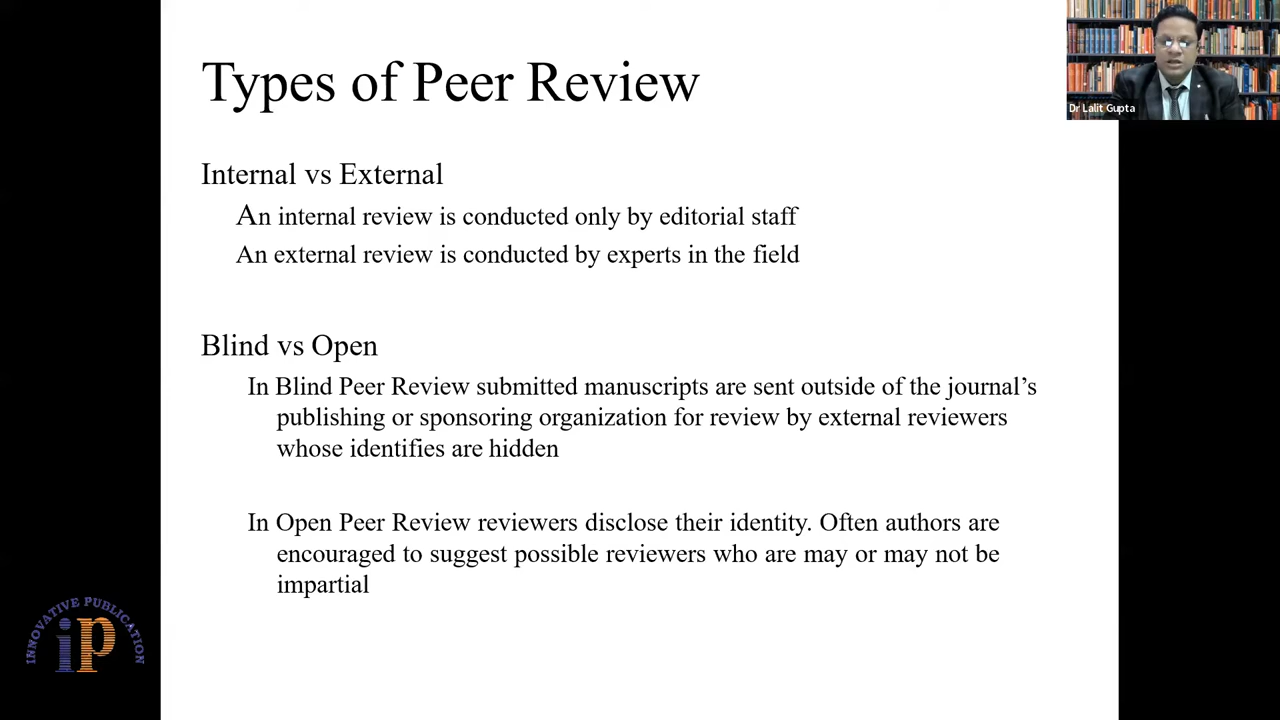 Types of Peer Review
Dr Lalit Gupta
Internal vs External
An internal review is conducted only by editorial staff
An external review is conducted by experts in the field
Blind vs Open
In Blind Peer Review submitted manuscripts are sent outside of the journal’s
publishing or sponsoring organization for review by external reviewers
whose identifies are hidden
In Open Peer Review reviewers disclose their identity. Often authors are
encouraged to suggest possible reviewers who are may or may not be
impartial
INNOVATIVE PUBLICATION
iP